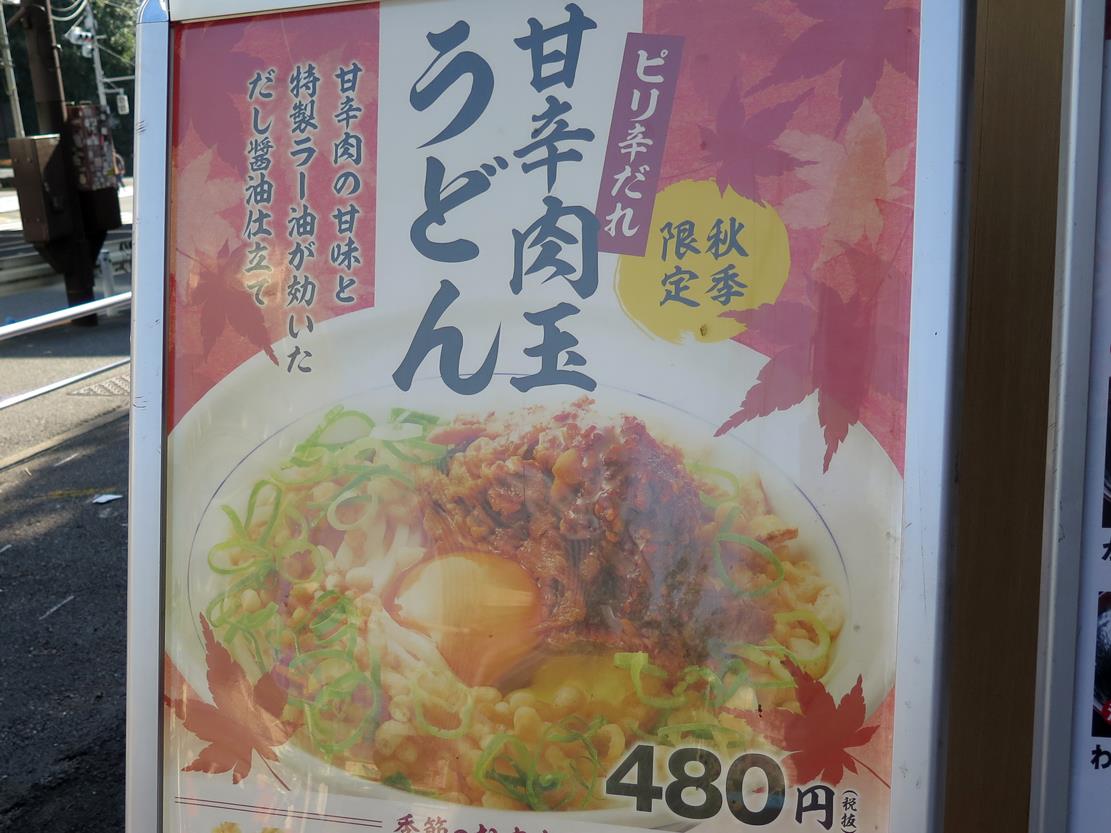 ピリ辛だれ
甘辛肉玉
うどん
秋季
限定
甘辛肉の甘味と
特製ラー油が効いた
だし醤油仕立て
480円(税抜)